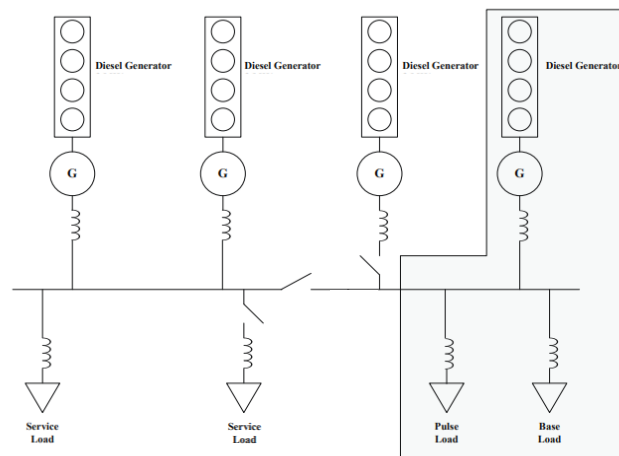 Diesel Generator
Diesel Generator
Diesel Generator
Diesel Generator
G
G
G
G
Service
Load
Service
Load
Pulse
Load
Base
Load